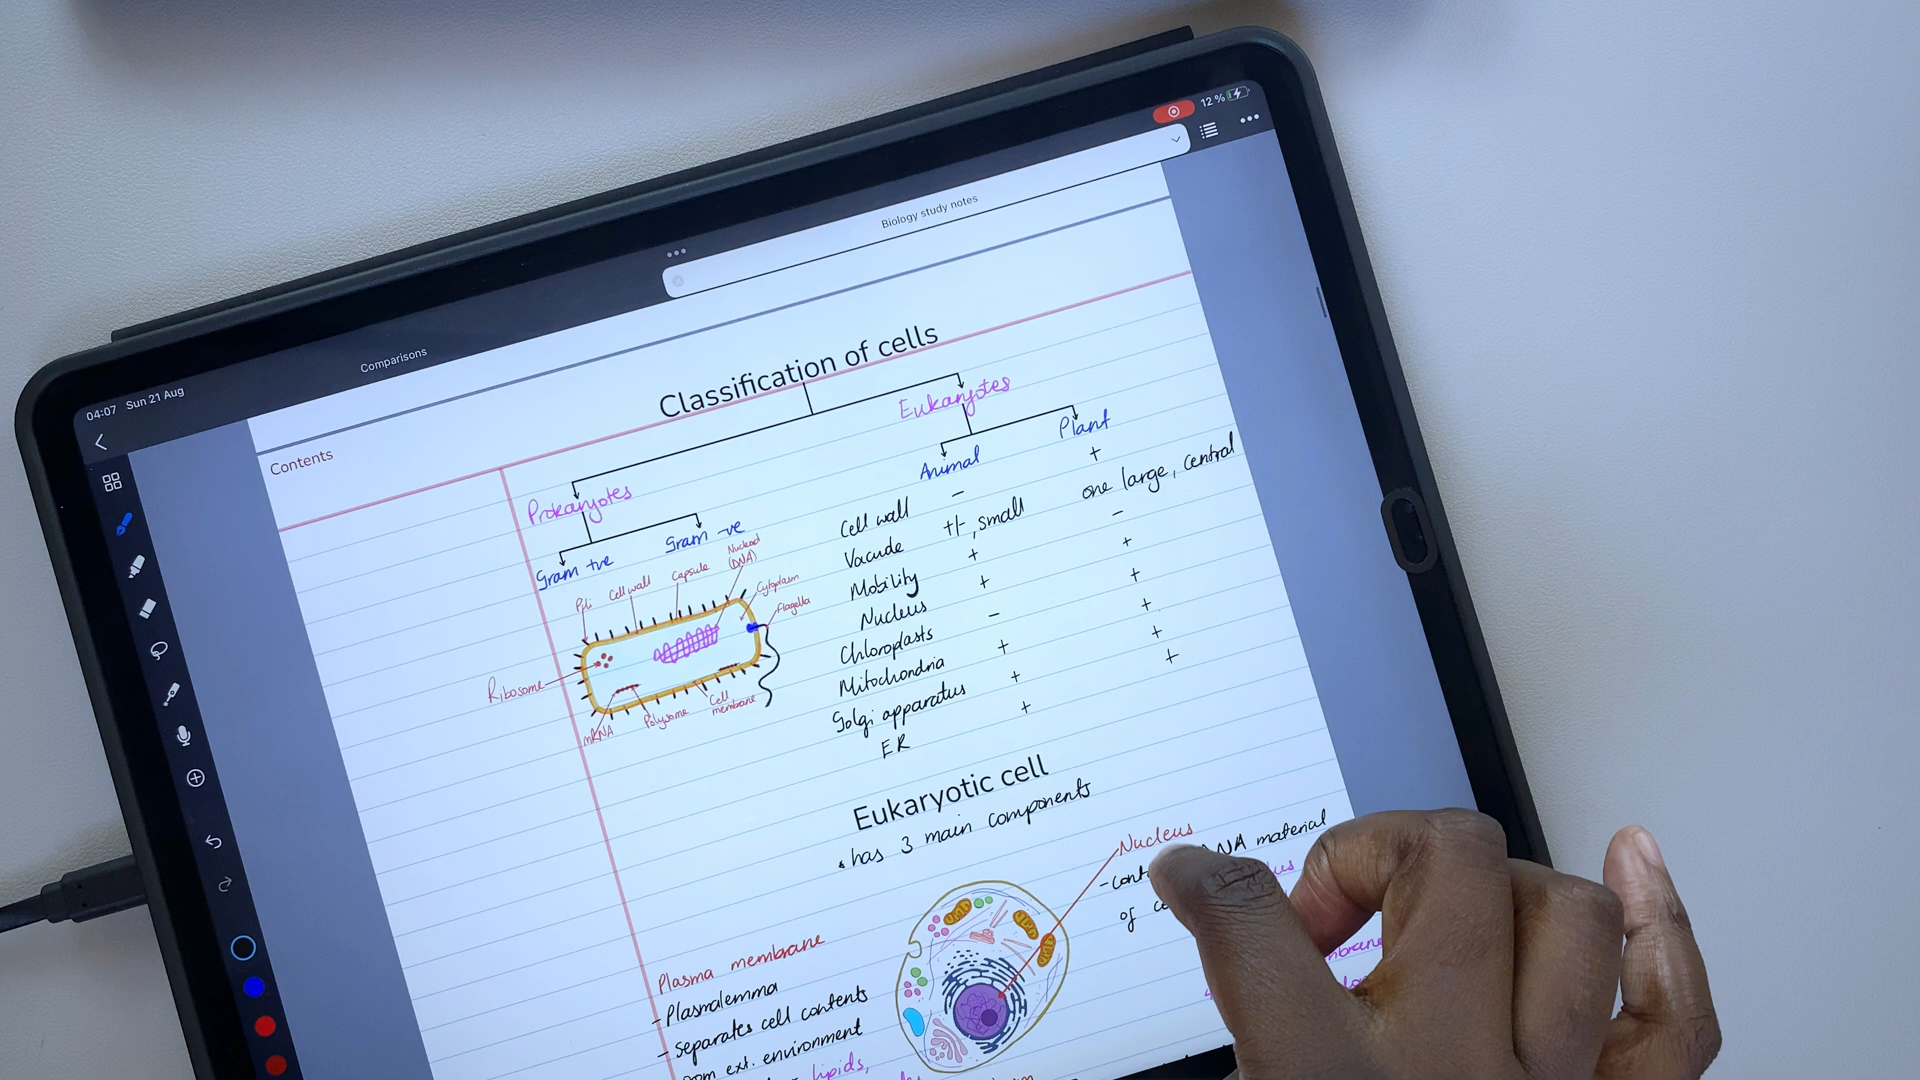 12 %
04:07 Sun 21 Aug
Comparisons
Biology study notes
Contents
Classification of cells
Prokaryotes
Eukaryotes
Gram +ve
Gram -ve
Animal
Plant
Pili
Cell wall
Capsule
(DNA)
Cytoplasm
Flagella
Ribosome
mRNA
Polysome
Cell
membrane
Cell wall - +
Vacuole +/- , small one large, central
Mobility + -
Nucleus + +
Chloroplasts - +
Mitochondria + +
Golgi apparatus + +
ER + +
Eukaryotic cell
has 3 main components
Nucleus
material
of
Plasma membrane
- Plasmalemma
- Separates cell contents
ext. environment
lipids,